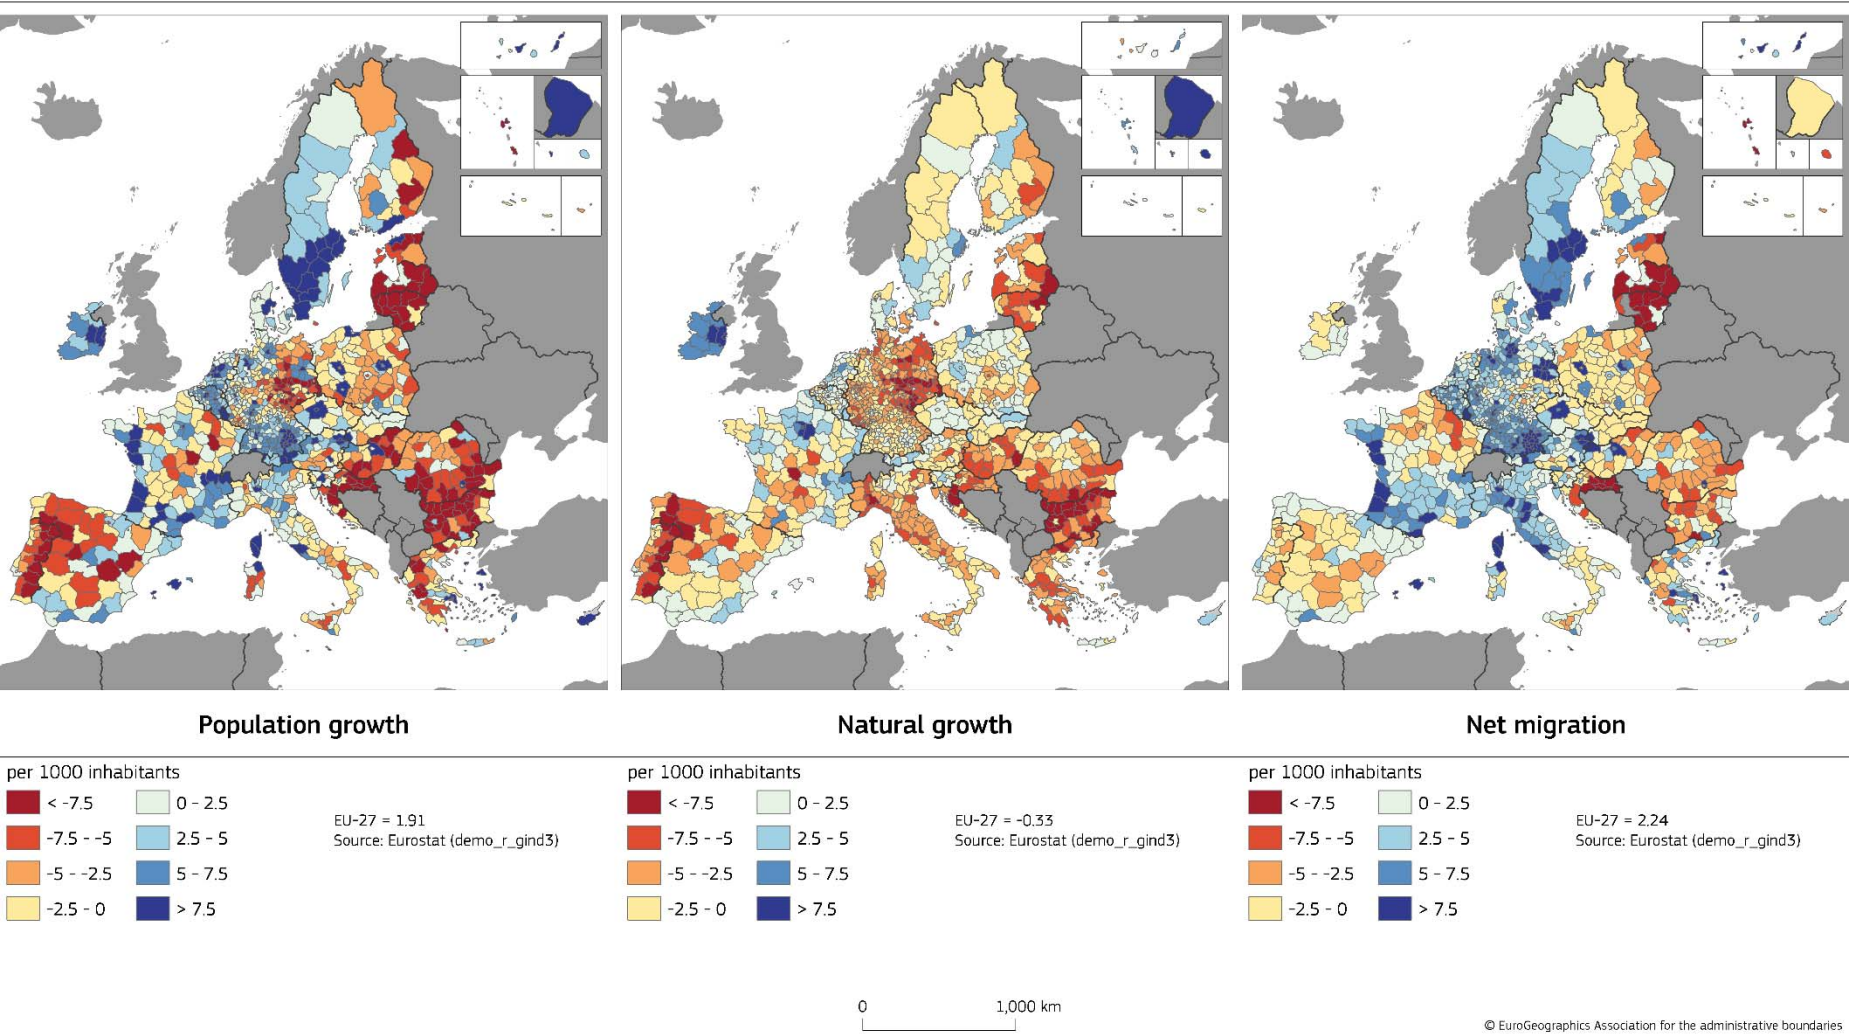 Population growth
Natural growth
Net migration
per 1000 inhabitants
< -7.5
0 - 2.5
-7.5 - -5
2.5 - 5
-5 - -2.5
5 - 7.5
-2.5 - 0
> 7.5
EU-27 = 1.91
Source: Eurostat (demo_r_gind3)
per 1000 inhabitants
< -7.5
0 - 2.5
-7.5 - -5
2.5 - 5
-5 - -2.5
5 - 7.5
-2.5 - 0
> 7.5
EU-27 = -0.33
Source: Eurostat (demo_r_gind3)
per 1000 inhabitants
< -7.5
0 - 2.5
-7.5 - -5
2.5 - 5
-5 - -2.5
5 - 7.5
-2.5 - 0
> 7.5
EU-27 = 2.24
Source: Eurostat (demo_r_gind3)
0 1,000 km
© EuroGeographics Association for the administrative boundaries